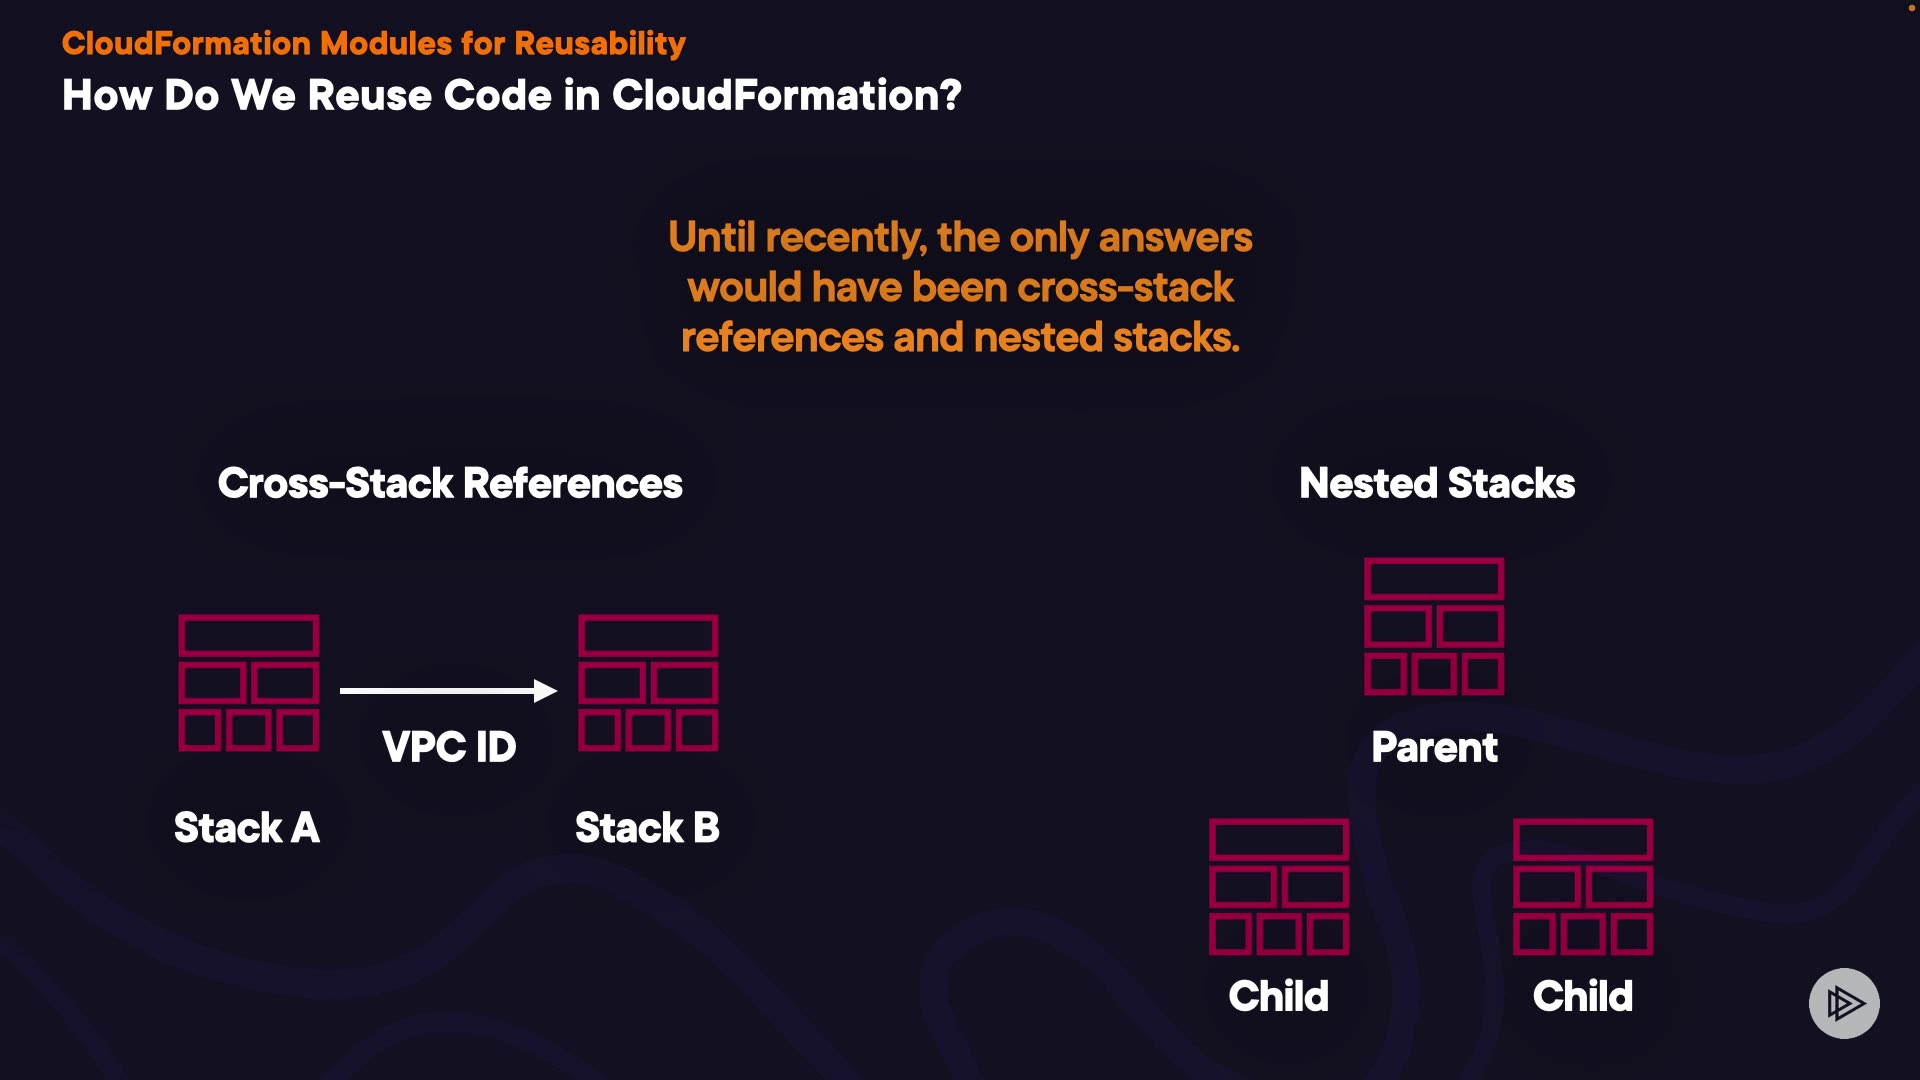 CloudFormation Modules for Reusability
How Do We Reuse Code in CloudFormation?
Until recently, the only answers
would have been cross-stack
references and nested stacks.
Cross-Stack References
VPC ID
Stack A
Stack B
Nested Stacks
Parent
Child
Child